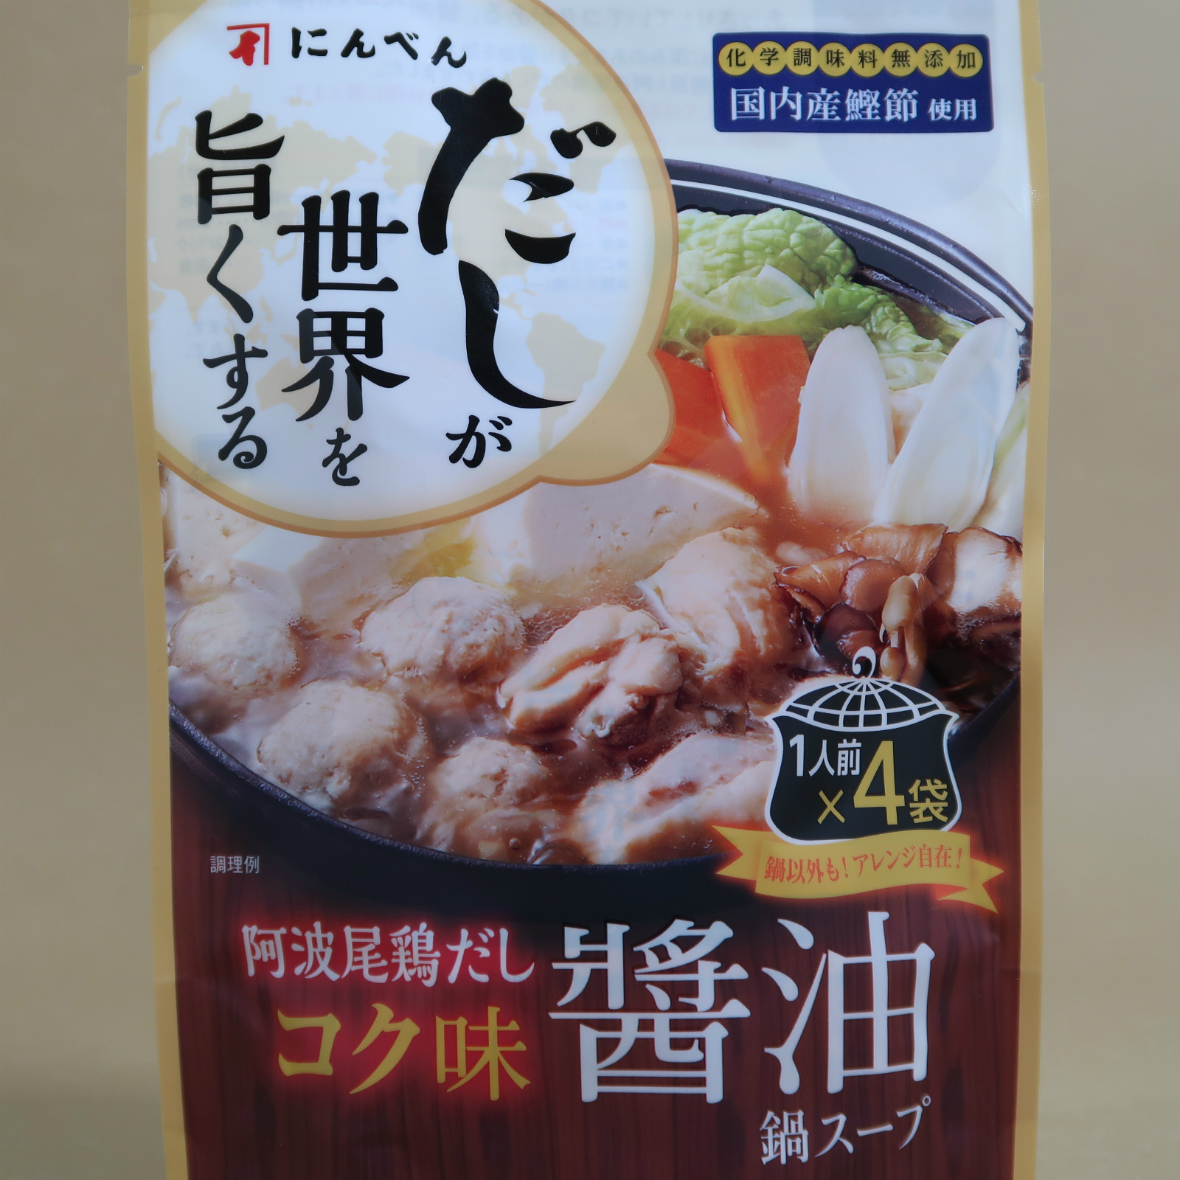 にんべん
だしが
世界を
旨くする
化学調味料無添加
国内産鰹節使用
1人前
×4袋
鍋以外も!アレンジ自在!
調理例
阿波尾鶏だし
コク味
醬油
鍋スープ